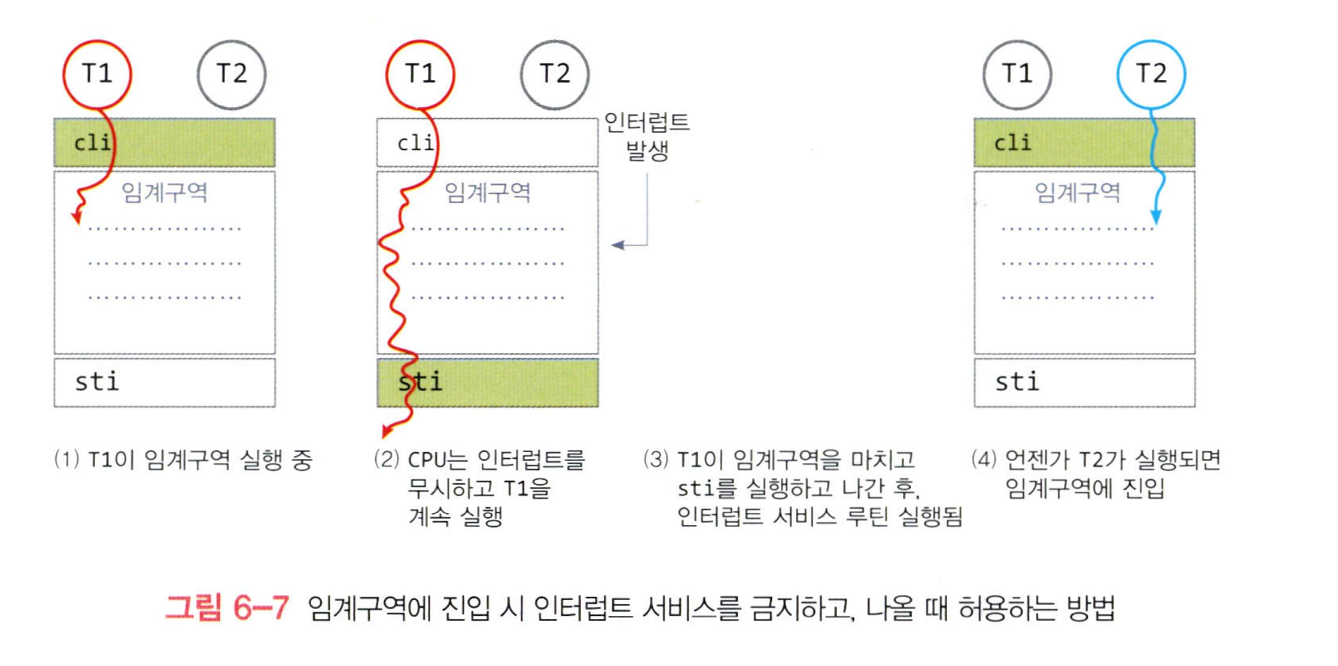 T1
T2
cli
임계구역
sti
(1) T1이 임계구역 실행 중
T1
T2
cli
임계구역
sti
인터럽트
발생
(2) CPU는 인터럽트를
무시하고 T1을
계속 실행
(3) T1이 임계구역을 마치고
sti를 실행하고 나간 후,
인터럽트 서비스 루틴 실행됨
T1
T2
cli
임계구역
sti
(4) 언젠가 T2가 실행되면
임계구역에 진입
그림 6-7 임계구역에 진입 시 인터럽트 서비스를 금지하고, 나올 때 허용하는 방법